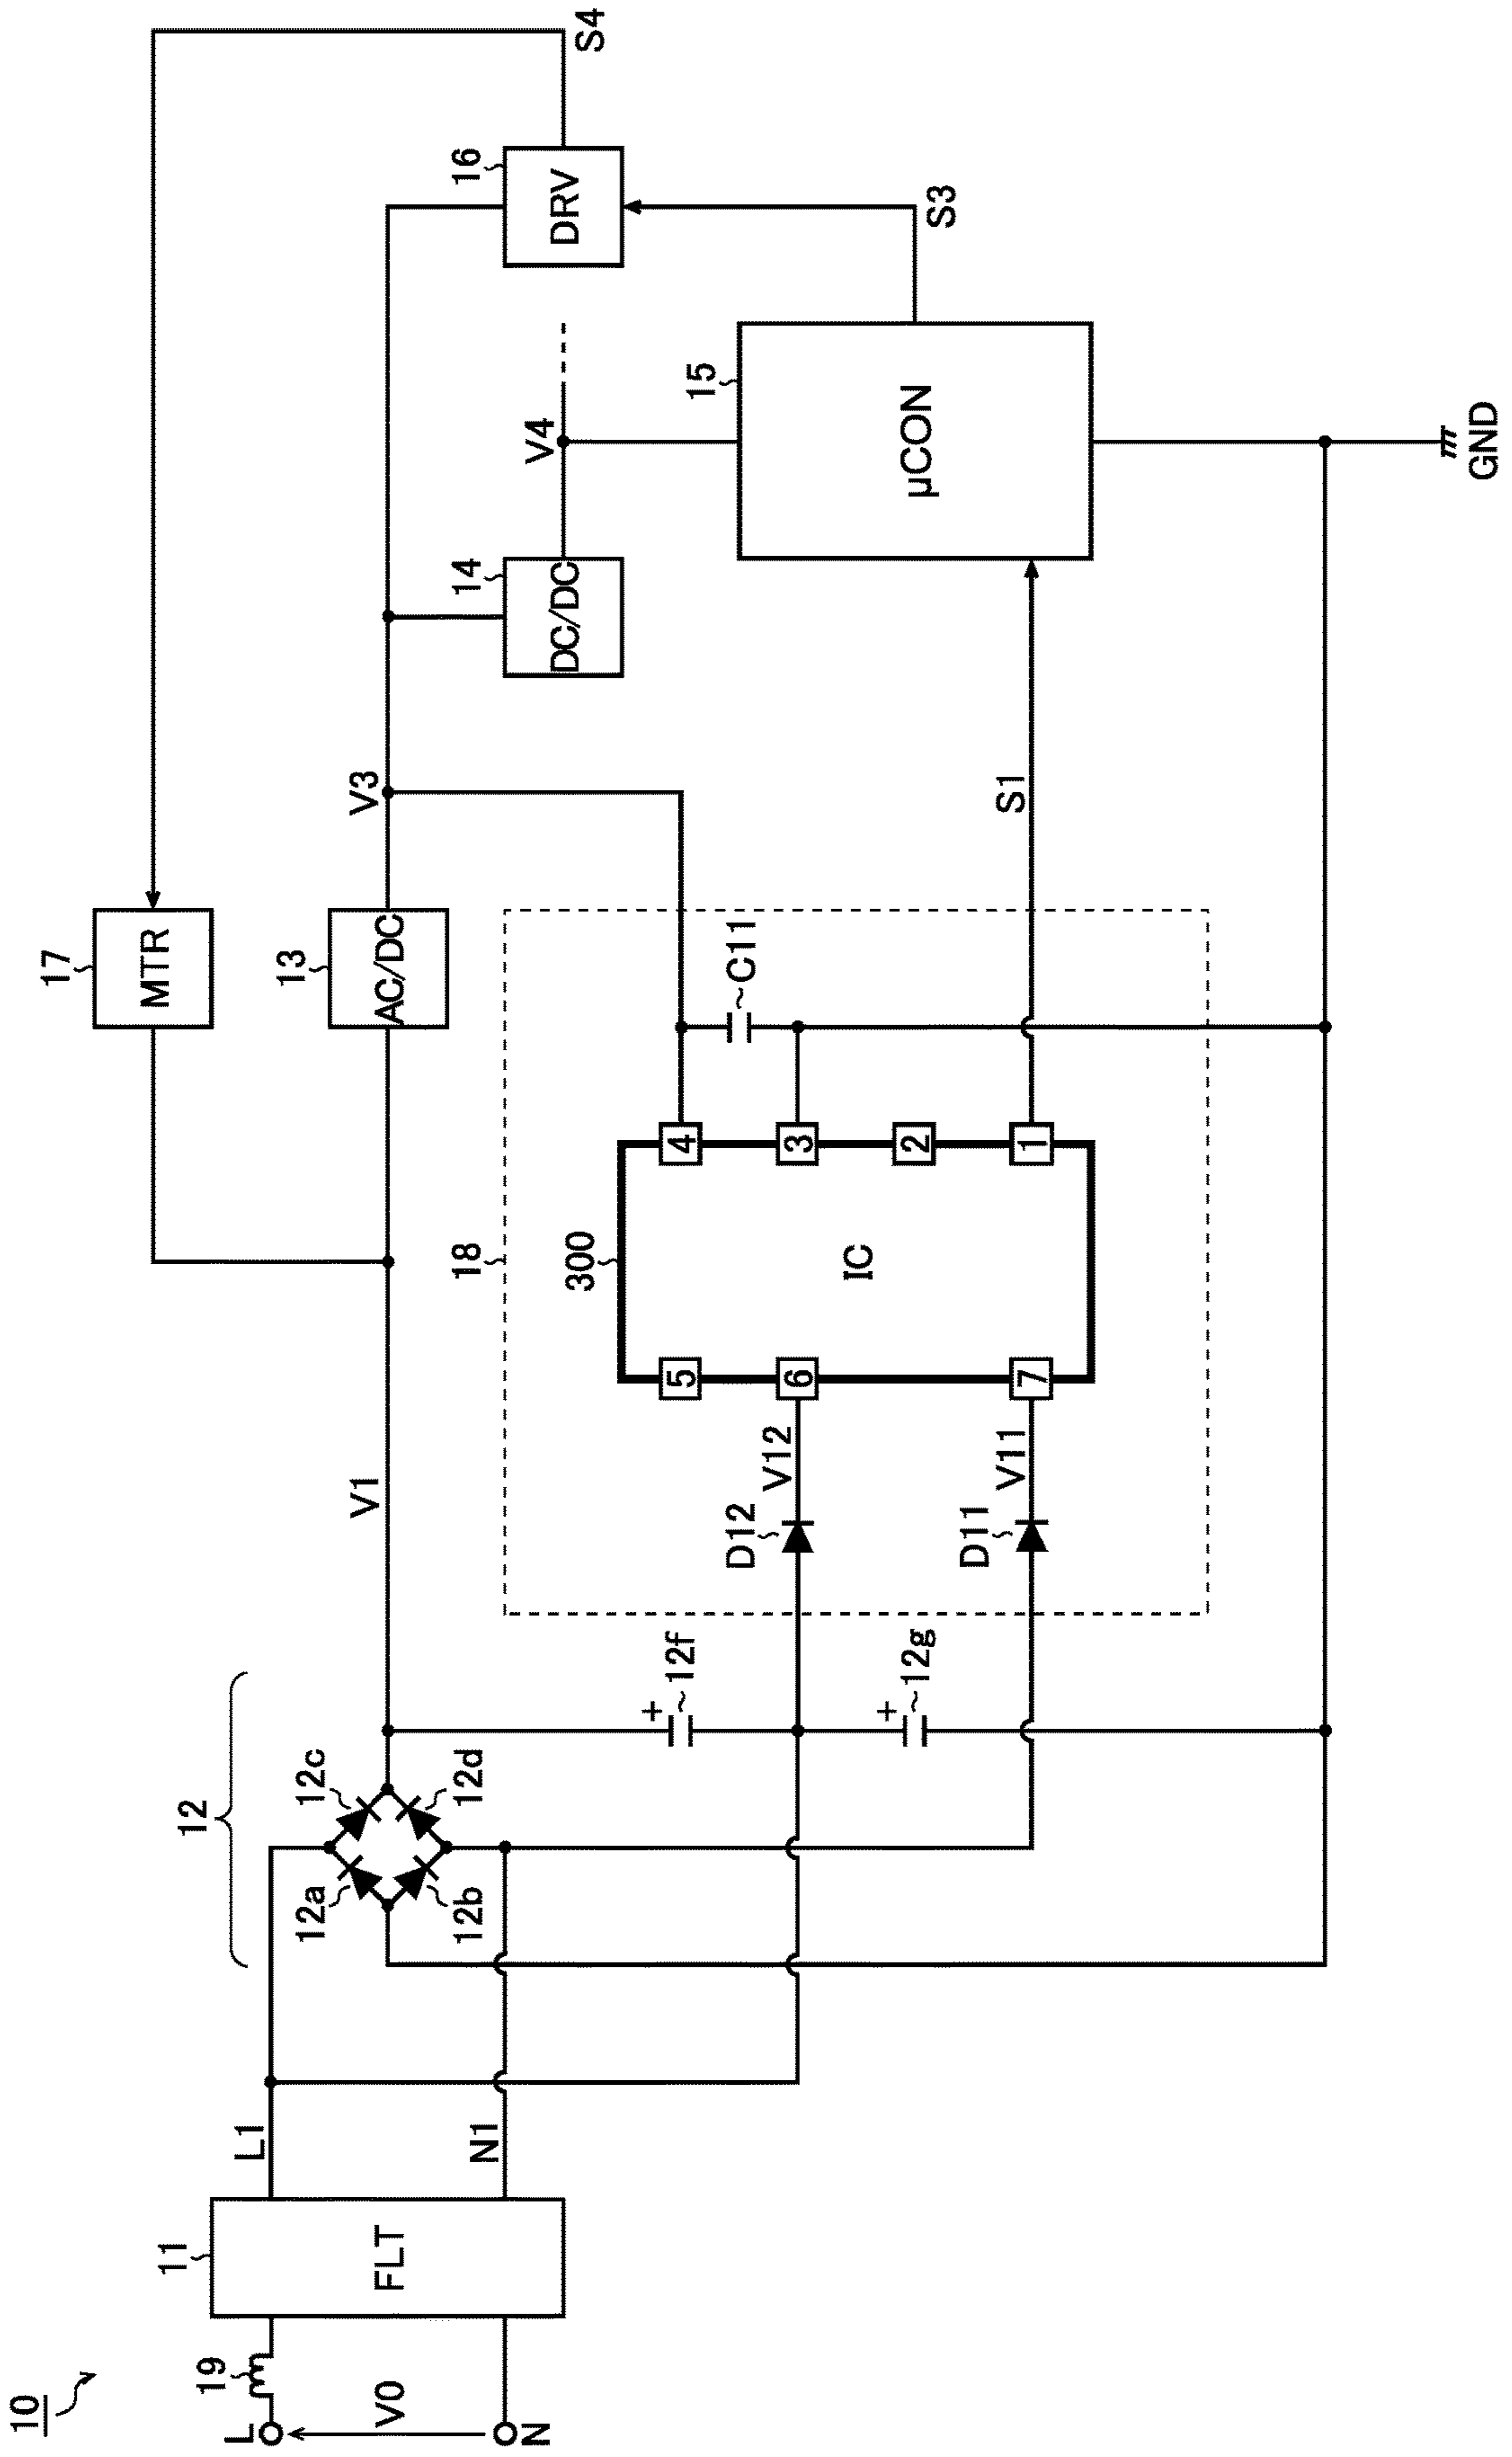 10
L
19
V0
N
11
FLT
L1
N1
12
12a
12b
12c
12d
V1
+
12f
+
12g
17
MTR
13
AC/DC
V3
14
DC/DC
V4
16
DRV
S4
S3
15
μCON
S1
GND
18
D12
V12
D11
V11
300
IC
5
6
7
4
3
2
1
C11